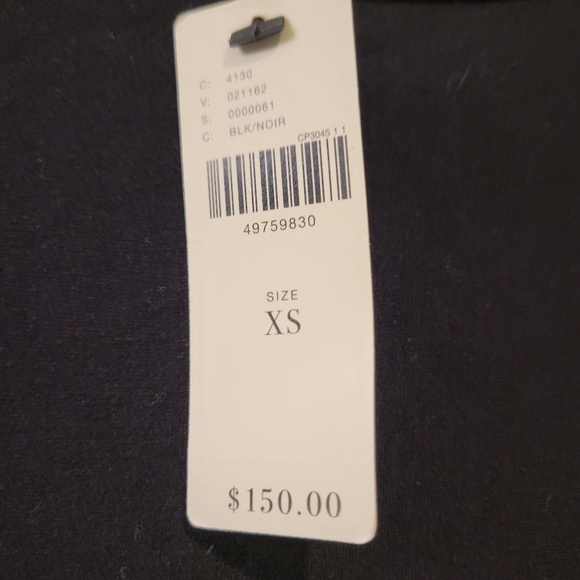 C: 4130
V: 021162
S: 0000061
C: BLK/NOIR
CP3045 1 1
49759830
SIZE
XS
$150.00